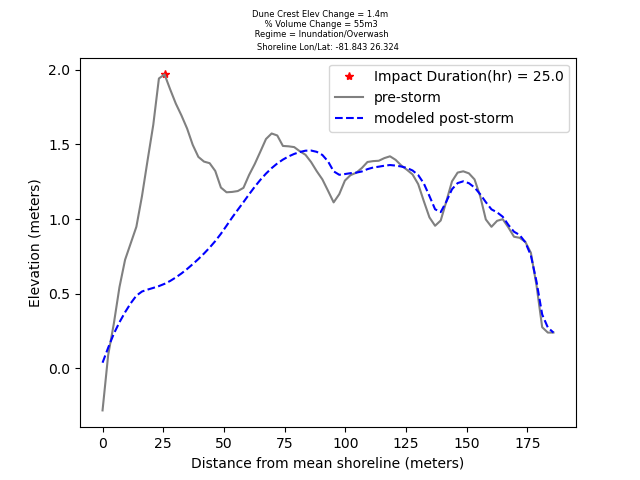 Dune Crest Elev Change = 1.4m
% Volume Change = 55m3
Regime = Inundation/Overwash
Shoreline Lon/Lat: -81.843 26.324
Impact Duration(hr) = 25.0
pre-storm
modeled post-storm
Elevation (meters)
2.0
1.5
1.0
0.5
0.0
0 25 50 75 100 125 150 175
Distance from mean shoreline (meters)